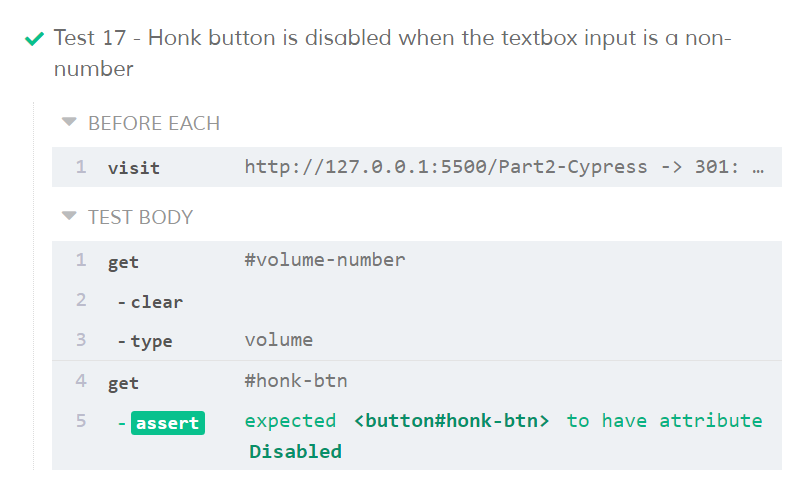 Test 17 - Honk button is disabled when the textbox input is a non-
number
BEFORE EACH
1 visit http://127.0.0.1:5500/Part2-Cypress -> 301: …
TEST BODY
1 get #volume-number
2 -clear
3 -type volume
4 get #honk-btn
5 -assert expected <button#honk-btn> to have attribute
Disabled